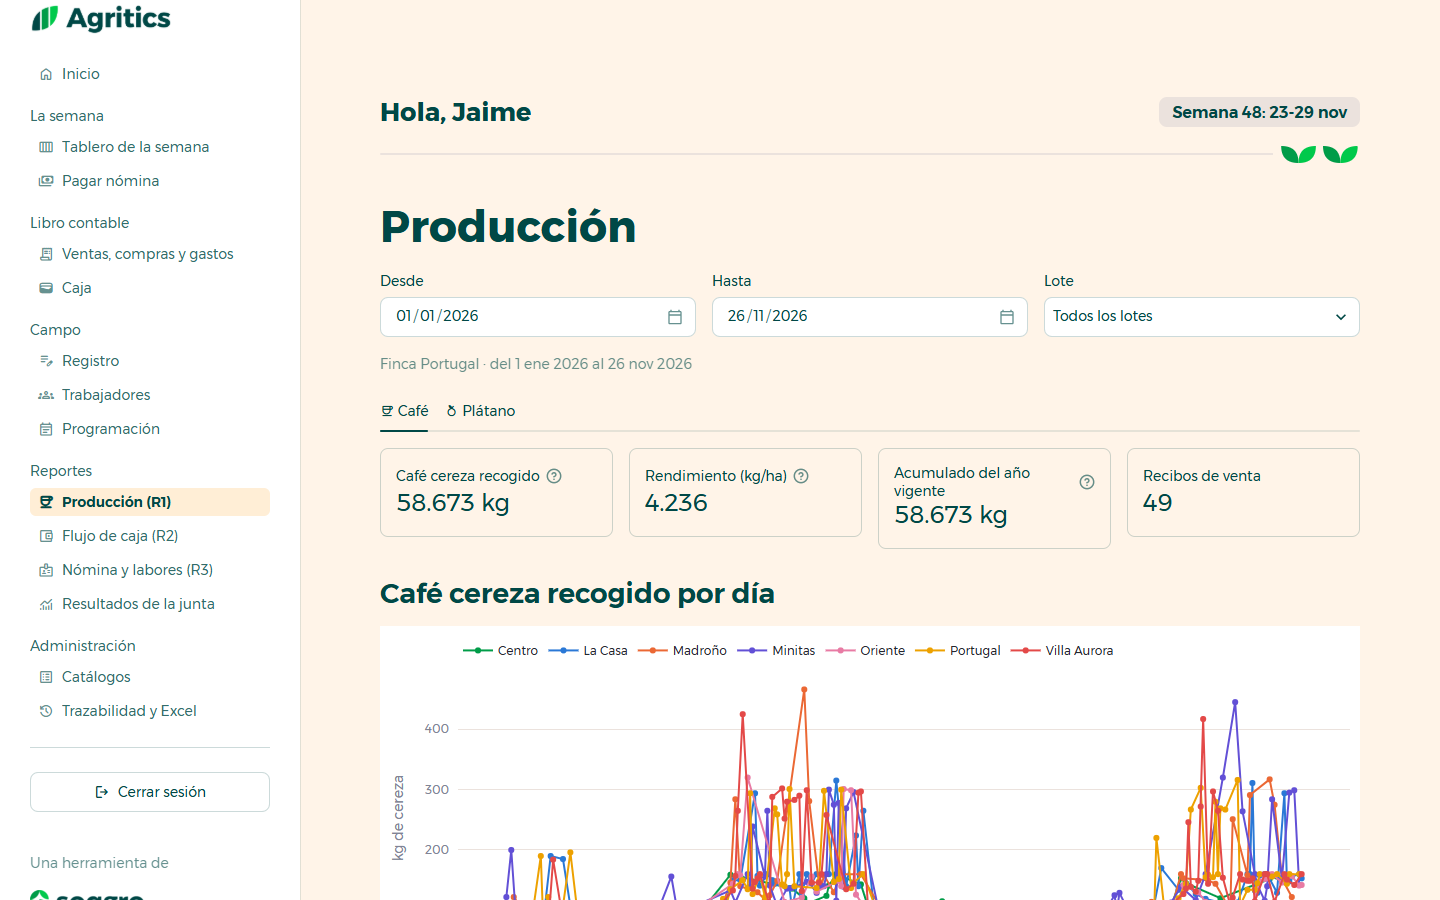 Agritics
Inicio
La semana
Tablero de la semana
Pagar nómina
Libro contable
Ventas, compras y gastos
Caja
Campo
Registro
Trabajadores
Programación
Reportes
Producción (R1)
Flujo de caja (R2)
Nómina y labores (R3)
Resultados de la junta
Administración
Catálogos
Trazabilidad y Excel
Cerrar sesión
Una herramienta de
Hola, Jaime
Semana 48: 23-29 nov
Producción
Desde
Hasta
Lote
01/01/2026
26/11/2026
Todos los lotes
Finca Portugal · del 1 ene 2026 al 26 nov 2026
Café
Plátano
Café cereza recogido
58.673 kg
Rendimiento (kg/ha)
4.236
Acumulado del año
vigente
58.673 kg
Recibos de venta
49
Café cereza recogido por día
Centro
La Casa
Madroño
Minitas
Oriente
Portugal
Villa Aurora
kg de cereza
400
300
200